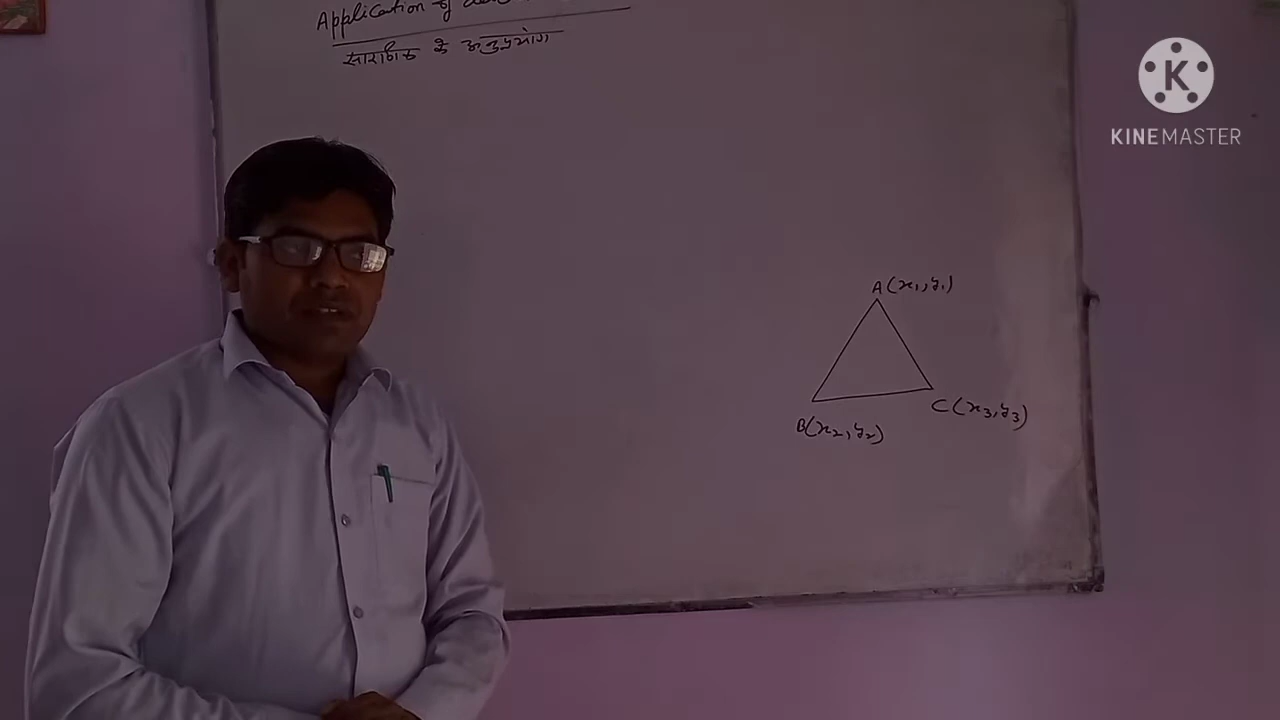 Application of
सारणिक के अनुप्रयोग
K
KINEMASTER
A(x₁, y₁)
C(x₃, y₃)
B(x₂, y₂)